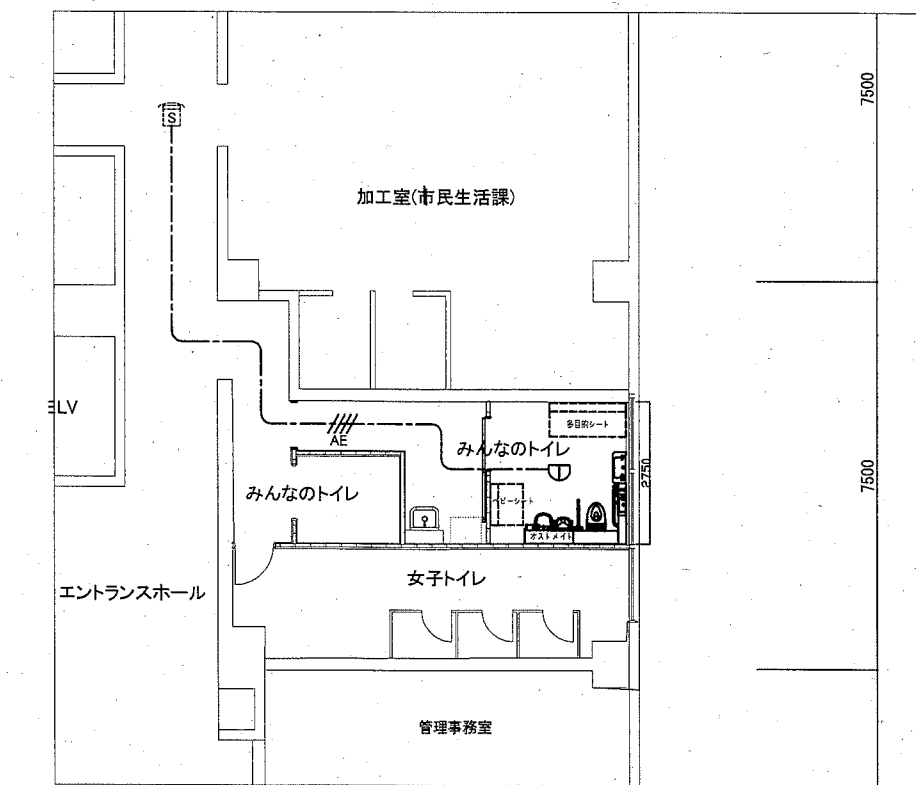 7500
S
加工室(市民生活課)
ELV
多目的シート
AE
みんなのトイレ
7500
2750
みんなのトイレ
ベビーシート
オストメイト
女子トイレ
エントランスホール
管理事務室